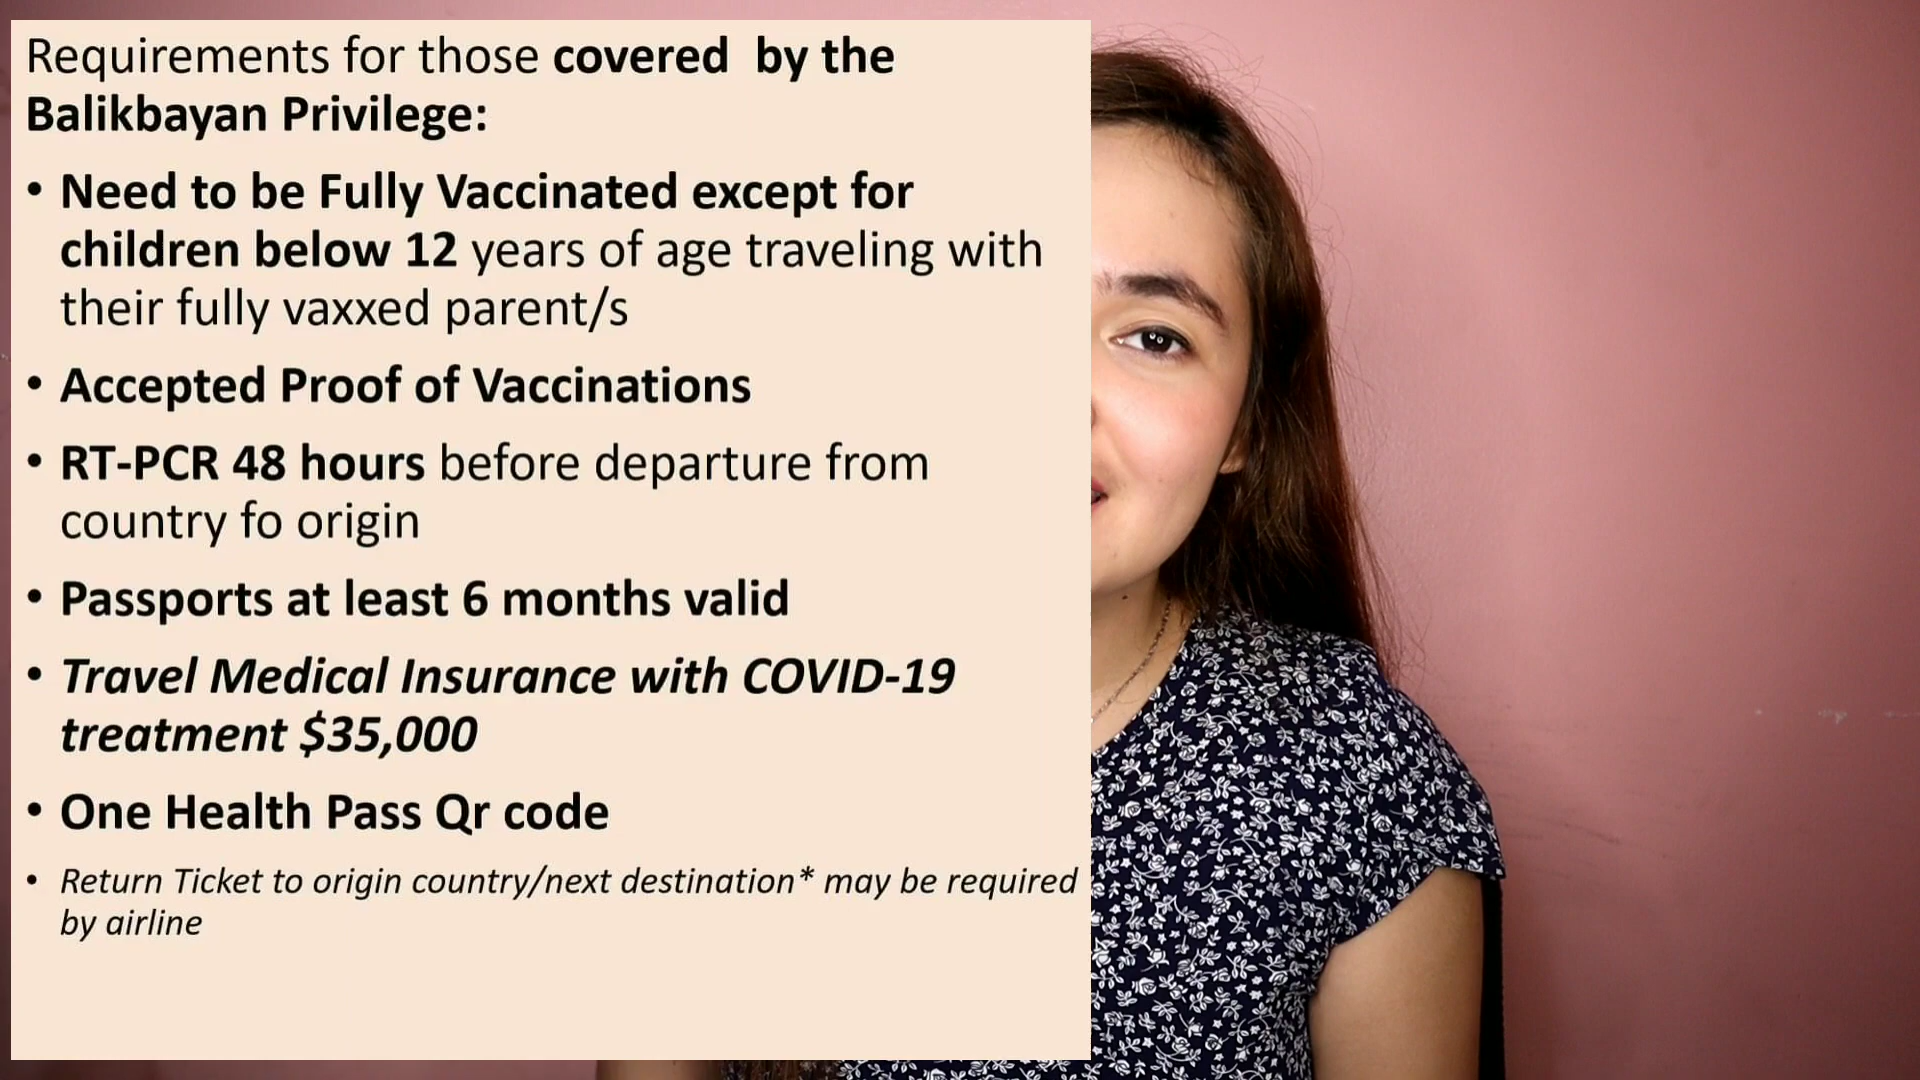 Requirements for those covered  by the
Balikbayan Privilege:
• Need to be Fully Vaccinated except for
children below 12 years of age traveling with
their fully vaxxed parent/s
• Accepted Proof of Vaccinations
• RT-PCR 48 hours before departure from
country fo origin
• Passports at least 6 months valid
• Travel Medical Insurance with COVID-19
treatment $35,000
• One Health Pass Qr code
• Return Ticket to origin country/next destination* may be required
by airline